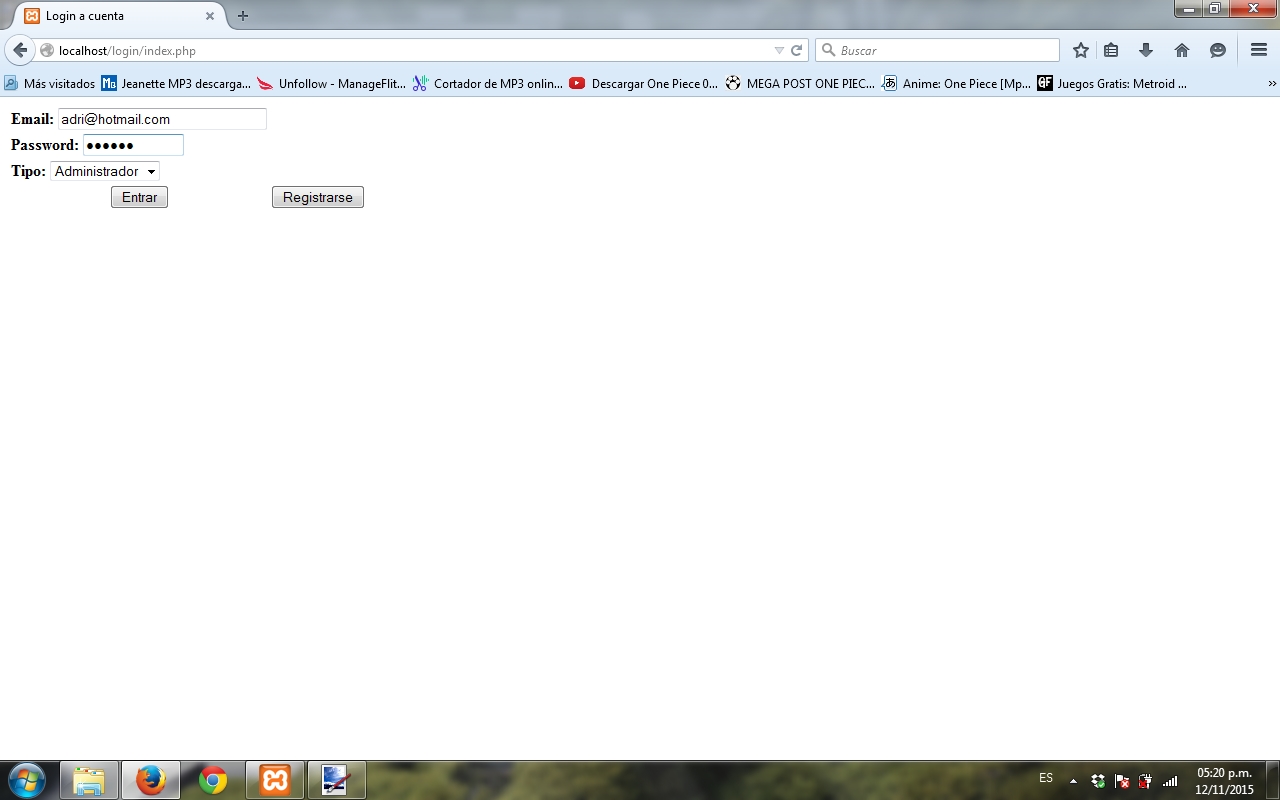 Login a cuenta
localhost/login/index.php
Buscar
Más visitados Jeanette MP3 descarga... Unfollow - ManageFlit... Cortador de MP3 onlin... Descargar One Piece 0... MEGA POST ONE PIEC... Anime: One Piece [Mp... Juegos Gratis: Metroid ...
Email: adri@hotmail.com
Password: ●●●●●●
Tipo: Administrador
Entrar Registrarse
ES
05:20 p.m.
12/11/2015